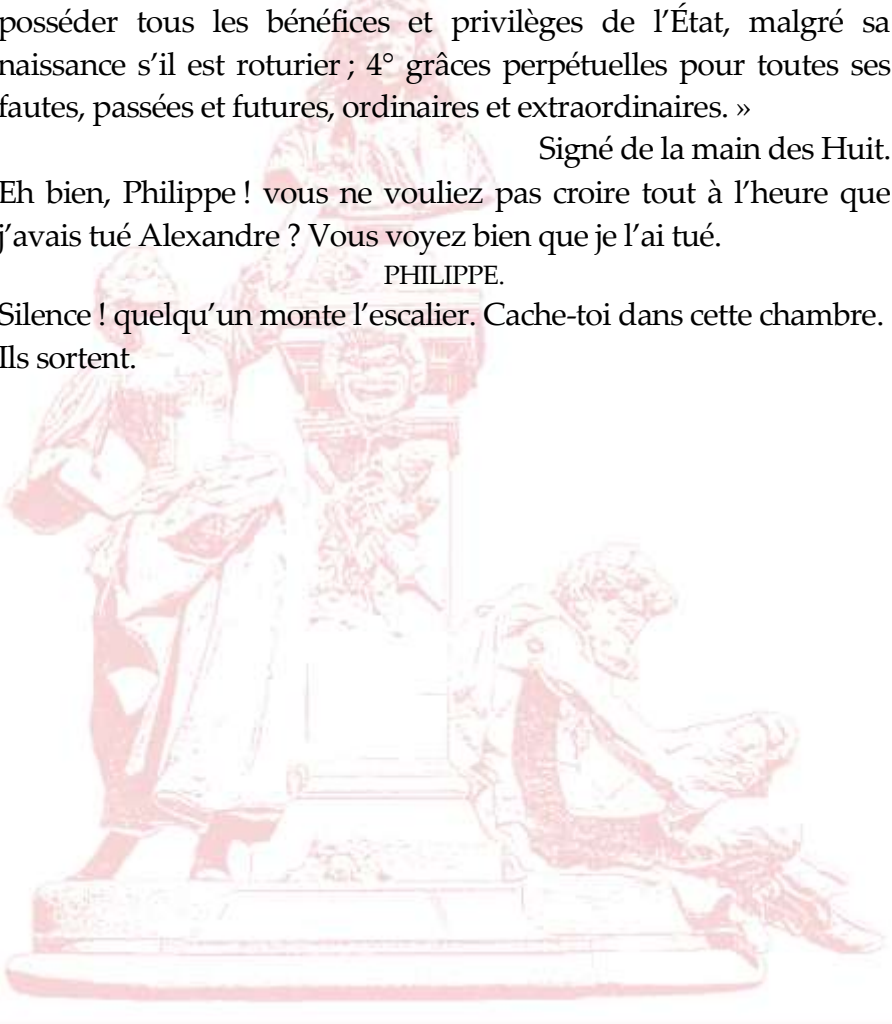 posséder tous les bénéfices et privilèges de l’État, malgré sa
naissance s’il est roturier ; 4° grâces perpétuelles pour toutes ses
fautes, passées et futures, ordinaires et extraordinaires. »
Signé de la main des Huit.
Eh bien, Philippe ! vous ne vouliez pas croire tout à l’heure que
j’avais tué Alexandre ? Vous voyez bien que je l’ai tué.
PHILIPPE.
Silence ! quelqu’un monte l’escalier. Cache-toi dans cette chambre.
Ils sortent.